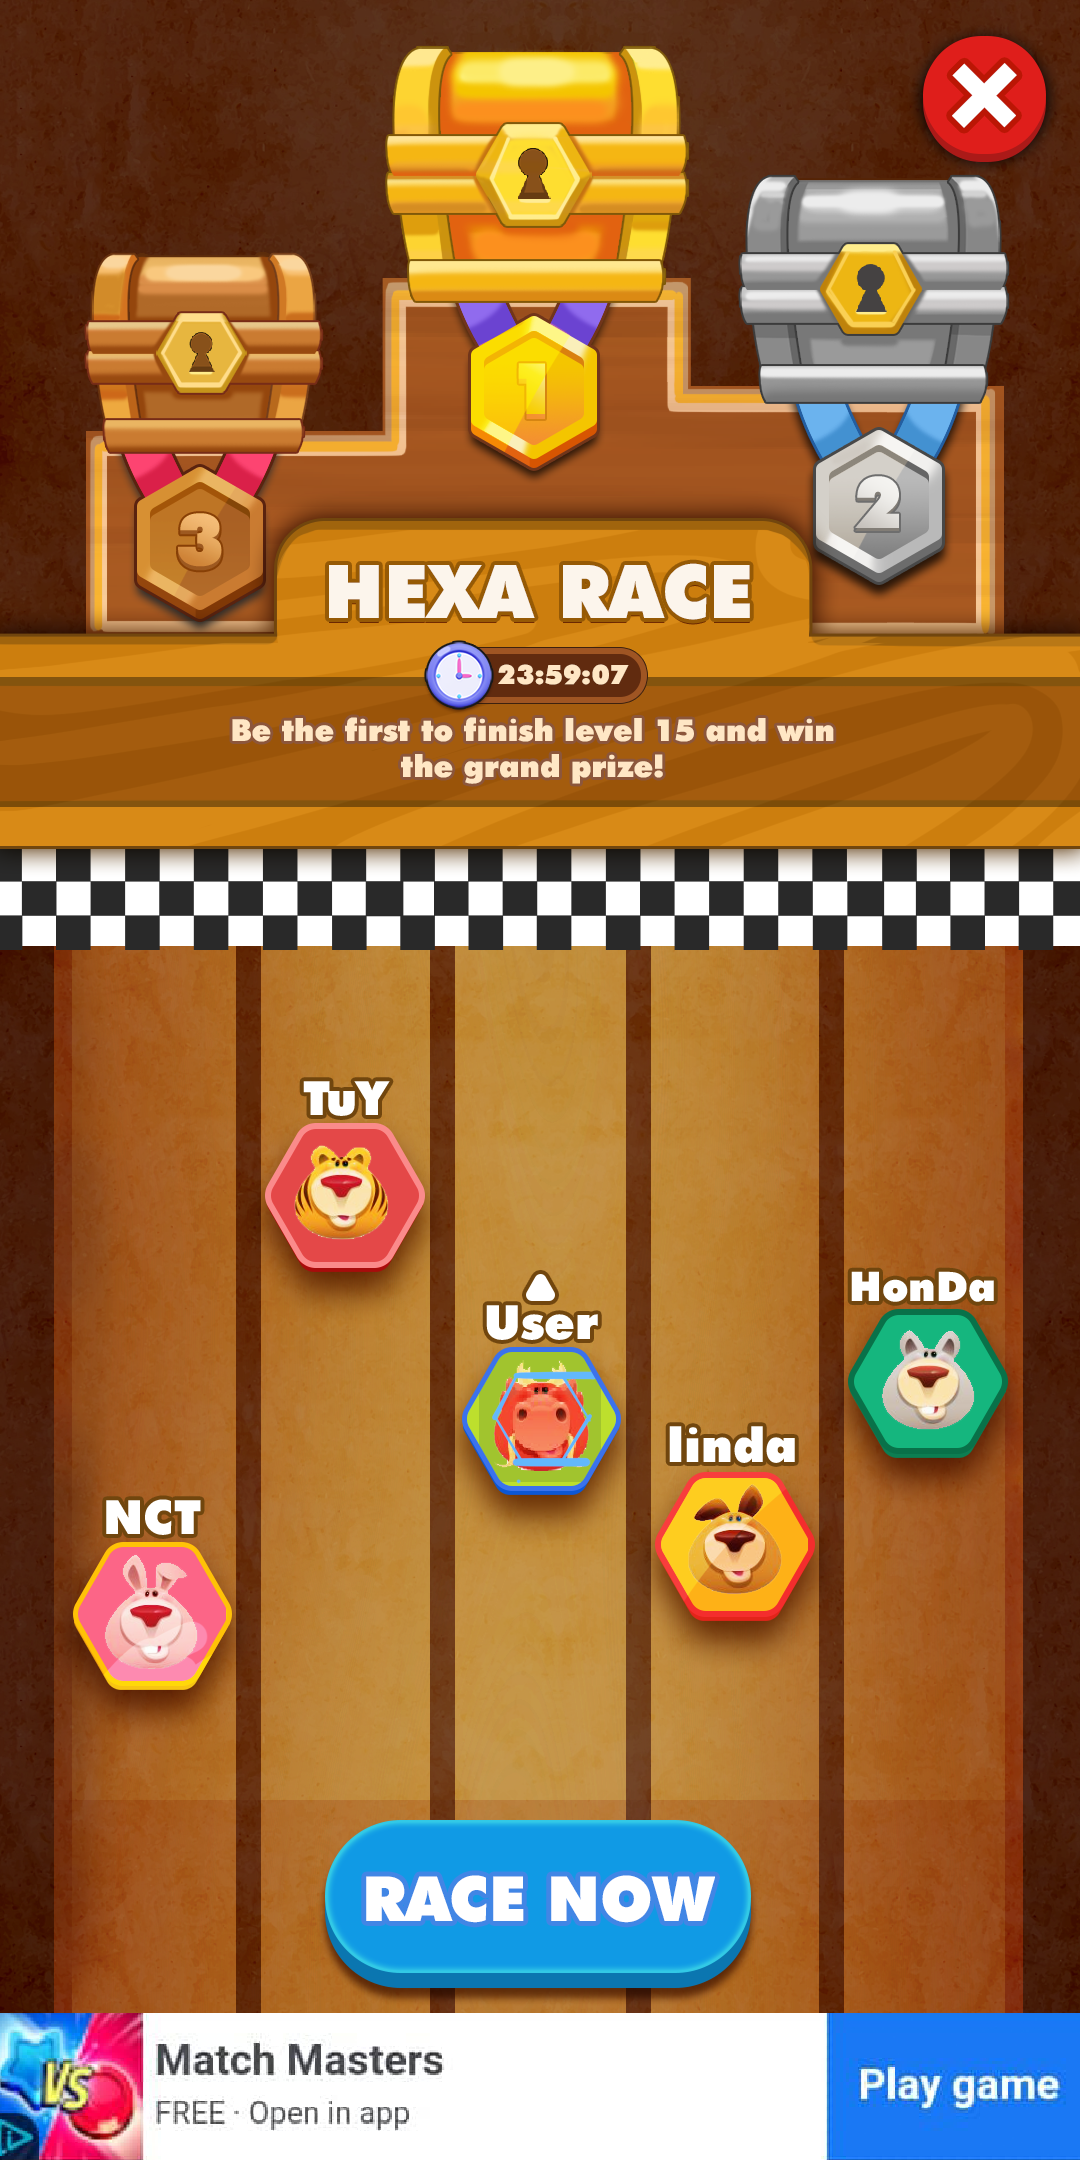 1
2
3
HEXA RACE
23:59:07
Be the first to finish level 15 and win
the grand prize!
TuY
HonDa
User
linda
NCT
RACE NOW
VS
Match Masters
FREE · Open in app
Play game